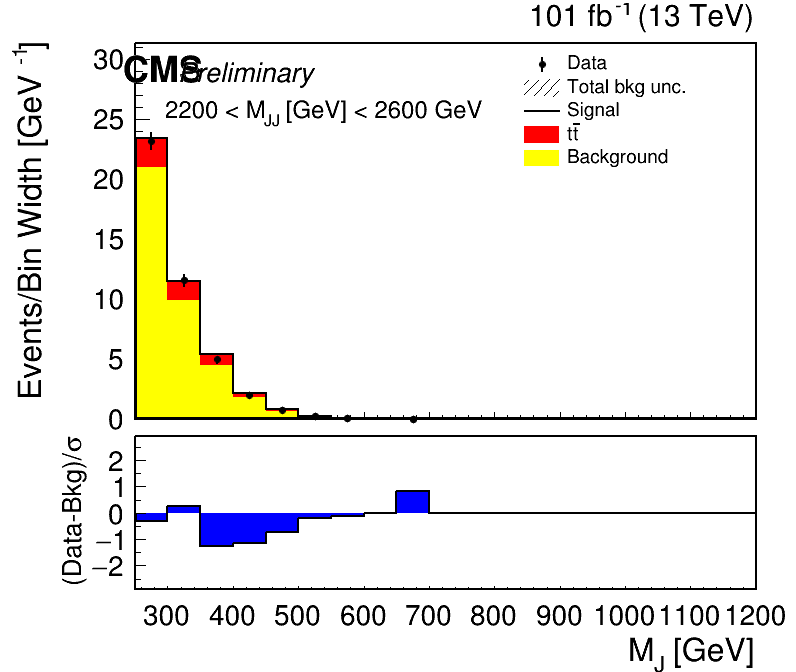 101 fb⁻¹ (13 TeV)
CMS Preliminary
2200 < M_JJ [GeV] < 2600 GeV
Data
Total bkg unc.
Signal
tt̄
Background
Events/Bin Width [GeV⁻¹]
30
25
20
15
10
5
0
(Data-Bkg)/σ
2
1
0
−1
−2
300 400 500 600 700 800 900 1000 1100 1200
M_J [GeV]